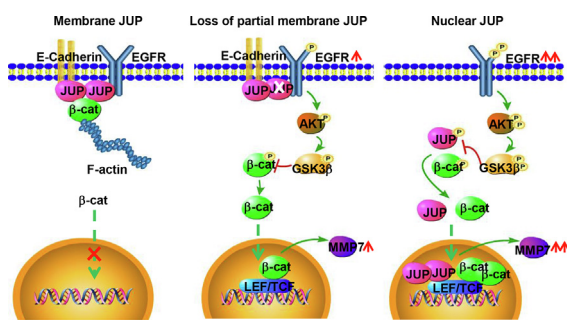 Membrane JUP
E-Cadherin
EGFR
JUP
JUP
β-cat
F-actin
β-cat
Loss of partial membrane JUP
E-Cadherin
P
EGFR
JUP
JUP
AKT
P
P
β-cat
P
GSK3β
P
β-cat
MMP7
β-cat
LEF/TCF
Nuclear JUP
P
P
EGFR
AKT
P
P
JUP
P
β-cat
P
GSK3β
P
JUP
β-cat
MMP7
JUP
JUP
β-cat
β-cat
LEF/TCF